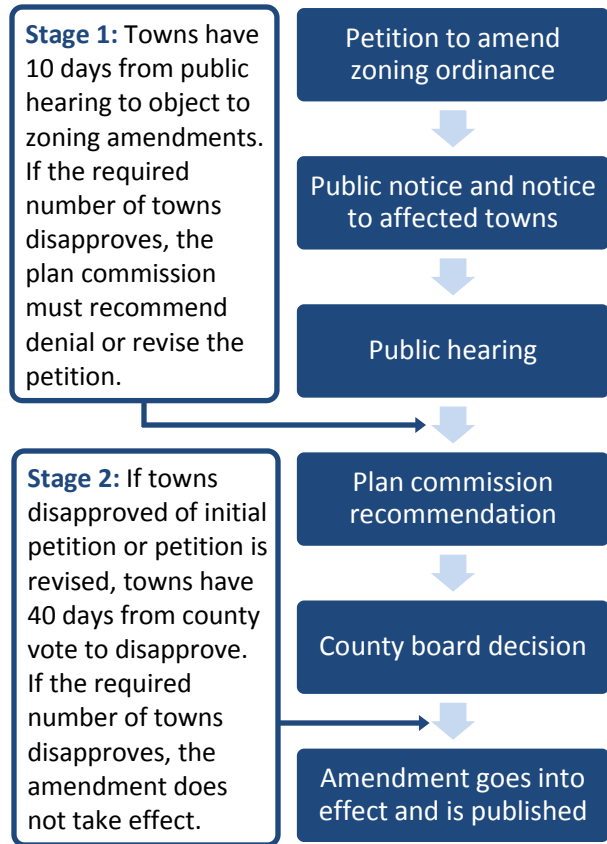 Stage 1: Towns have
10 days from public
hearing to object to
zoning amendments.
If the required
number of towns
disapproves, the
plan commission
must recommend
denial or revise the
petition.
Petition to amend
zoning ordinance
Public notice and notice
to affected towns
Public hearing
Stage 2: If towns
disapproved of initial
petition or petition is
revised, towns have
40 days from county
vote to disapprove.
If the required
number of towns
disapproves, the
amendment does
not take effect.
Plan commission
recommendation
County board decision
Amendment goes into
effect and is published